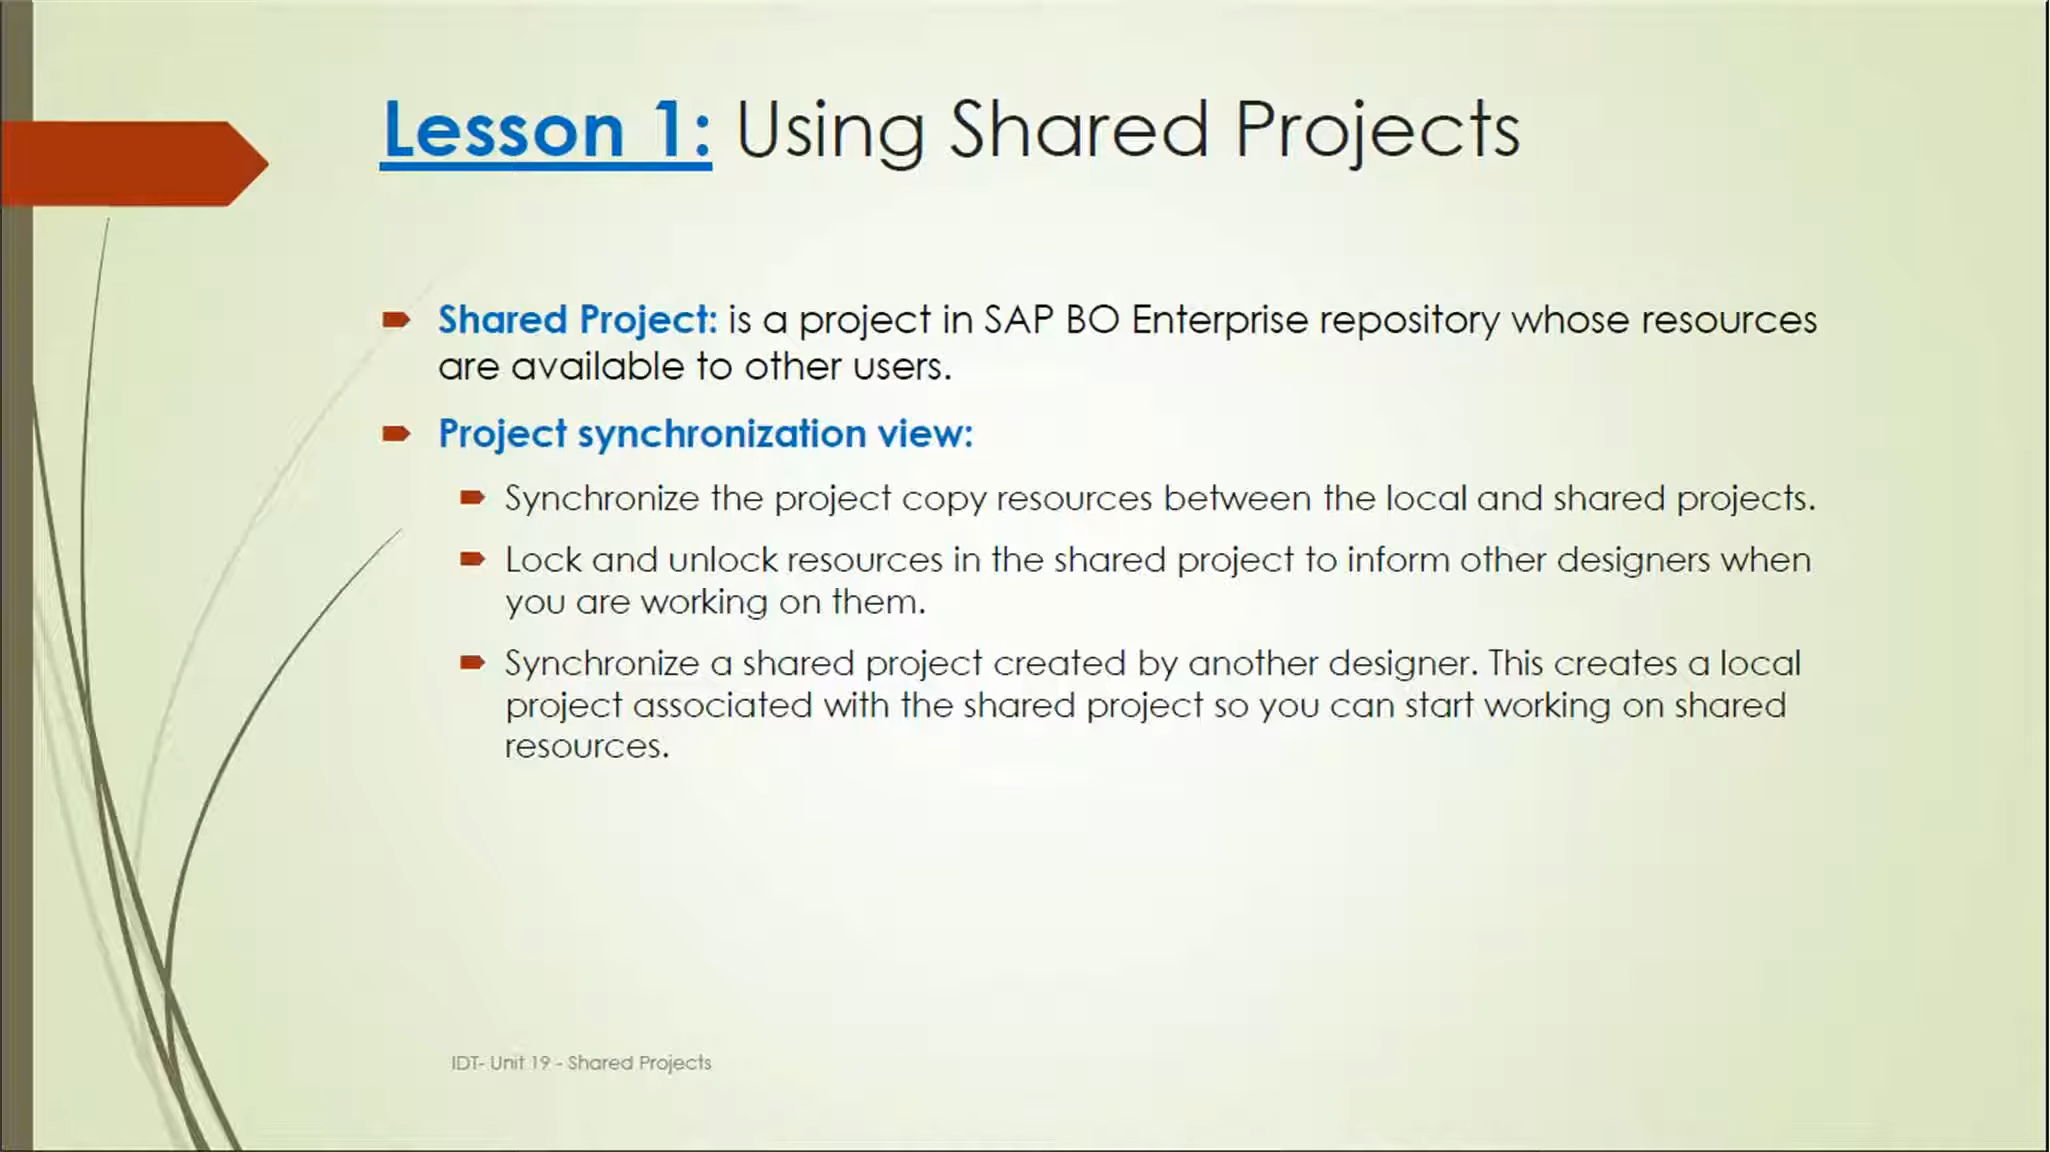 Lesson 1: Using Shared Projects
Shared Project: is a project in SAP BO Enterprise repository whose resources
are available to other users.
Project synchronization view:
Synchronize the project copy resources between the local and shared projects.
Lock and unlock resources in the shared project to inform other designers when
you are working on them.
Synchronize a shared project created by another designer. This creates a local
project associated with the shared project so you can start working on shared
resources.
IDT- Unit 19 - Shared Projects